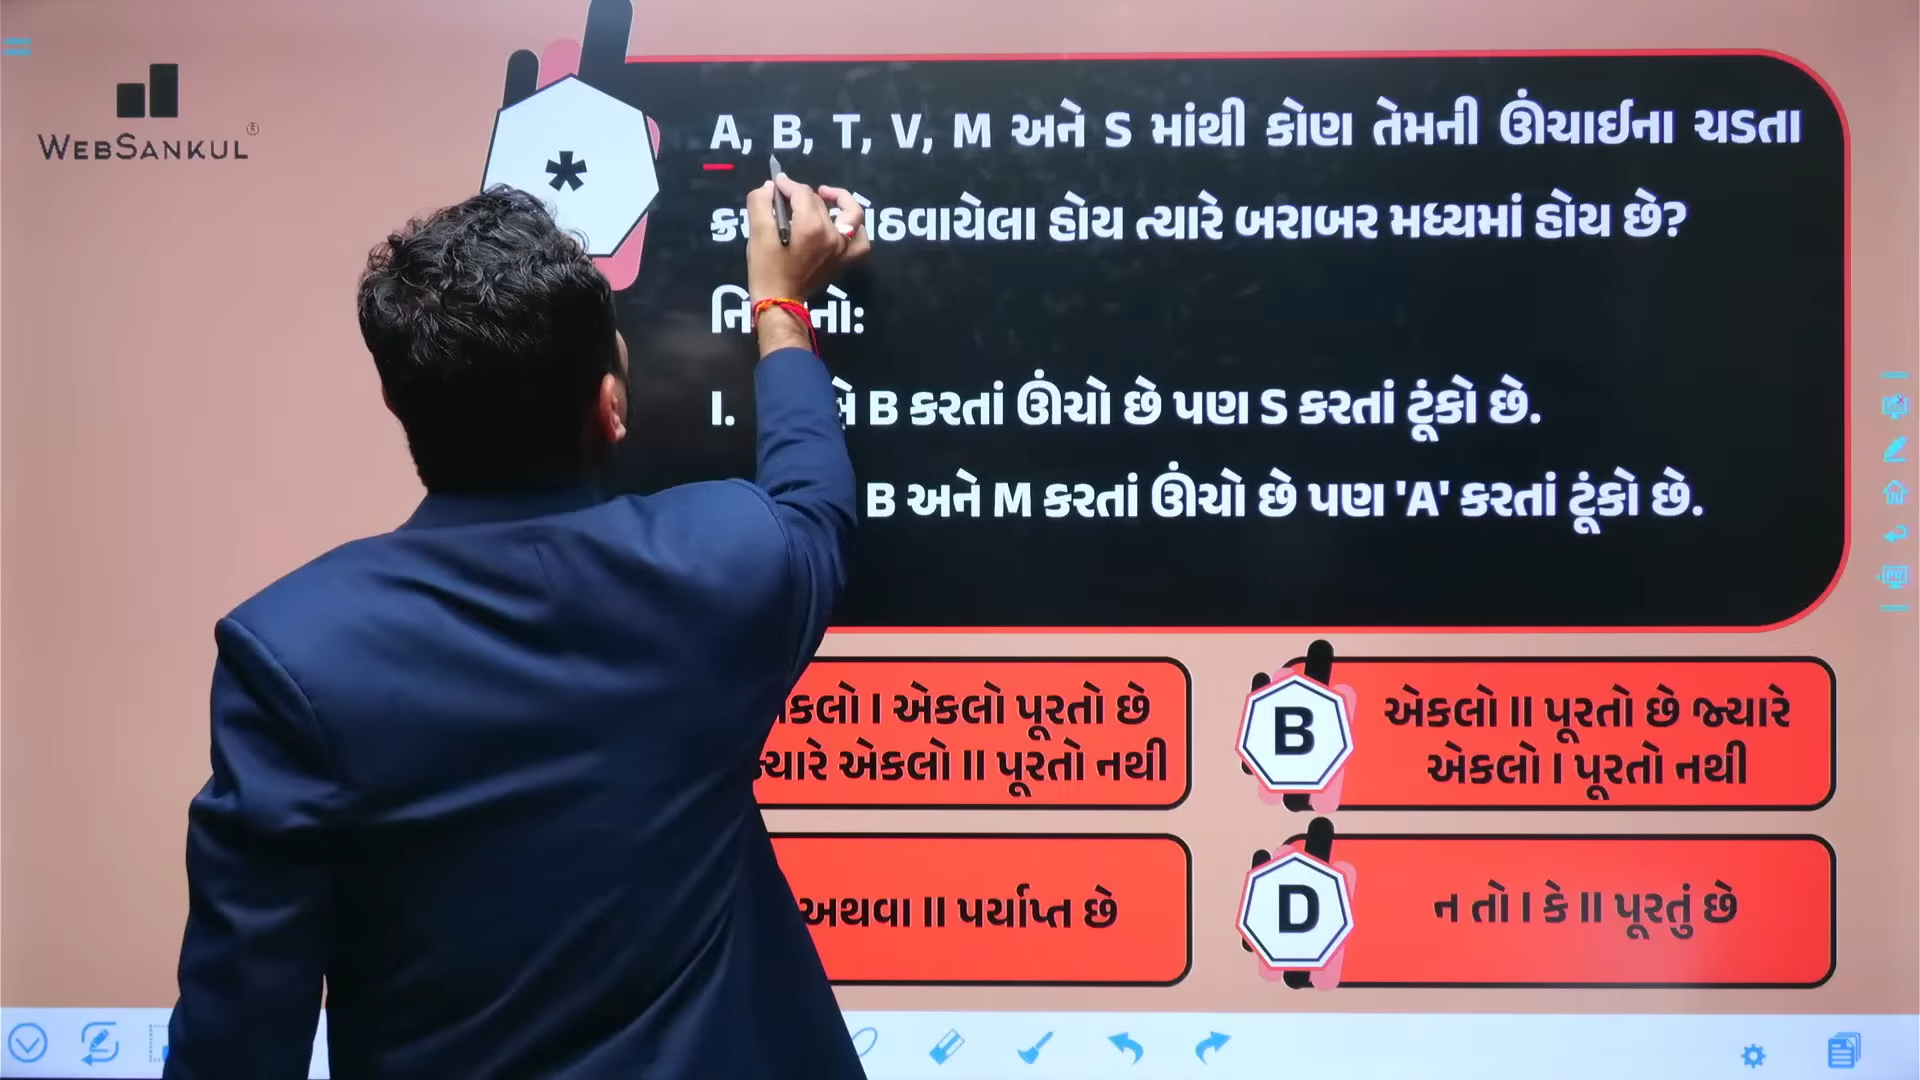 WEBSANKUL®
*
A, B, T, V, M અને S માંથી કોણ તેમની ઊંચાઈના ચડતા
ગોઠવાયેલા હોય ત્યારે બરાબર મધ્યમાં હોય છે?
I. B કરતાં ઊંચો છે પણ S કરતાં ટૂંકો છે.
B અને M કરતાં ઊંચો છે પણ 'A' કરતાં ટૂંકો છે.
એકલો I એકલો પૂરતો છે
જ્યારે એકલો II પૂરતો નથી
B
એકલો II પૂરતો છે જ્યારે
એકલો I પૂરતો નથી
અથવા II પર્યાપ્ત છે
D
ન તો I કે II પૂરતું છે